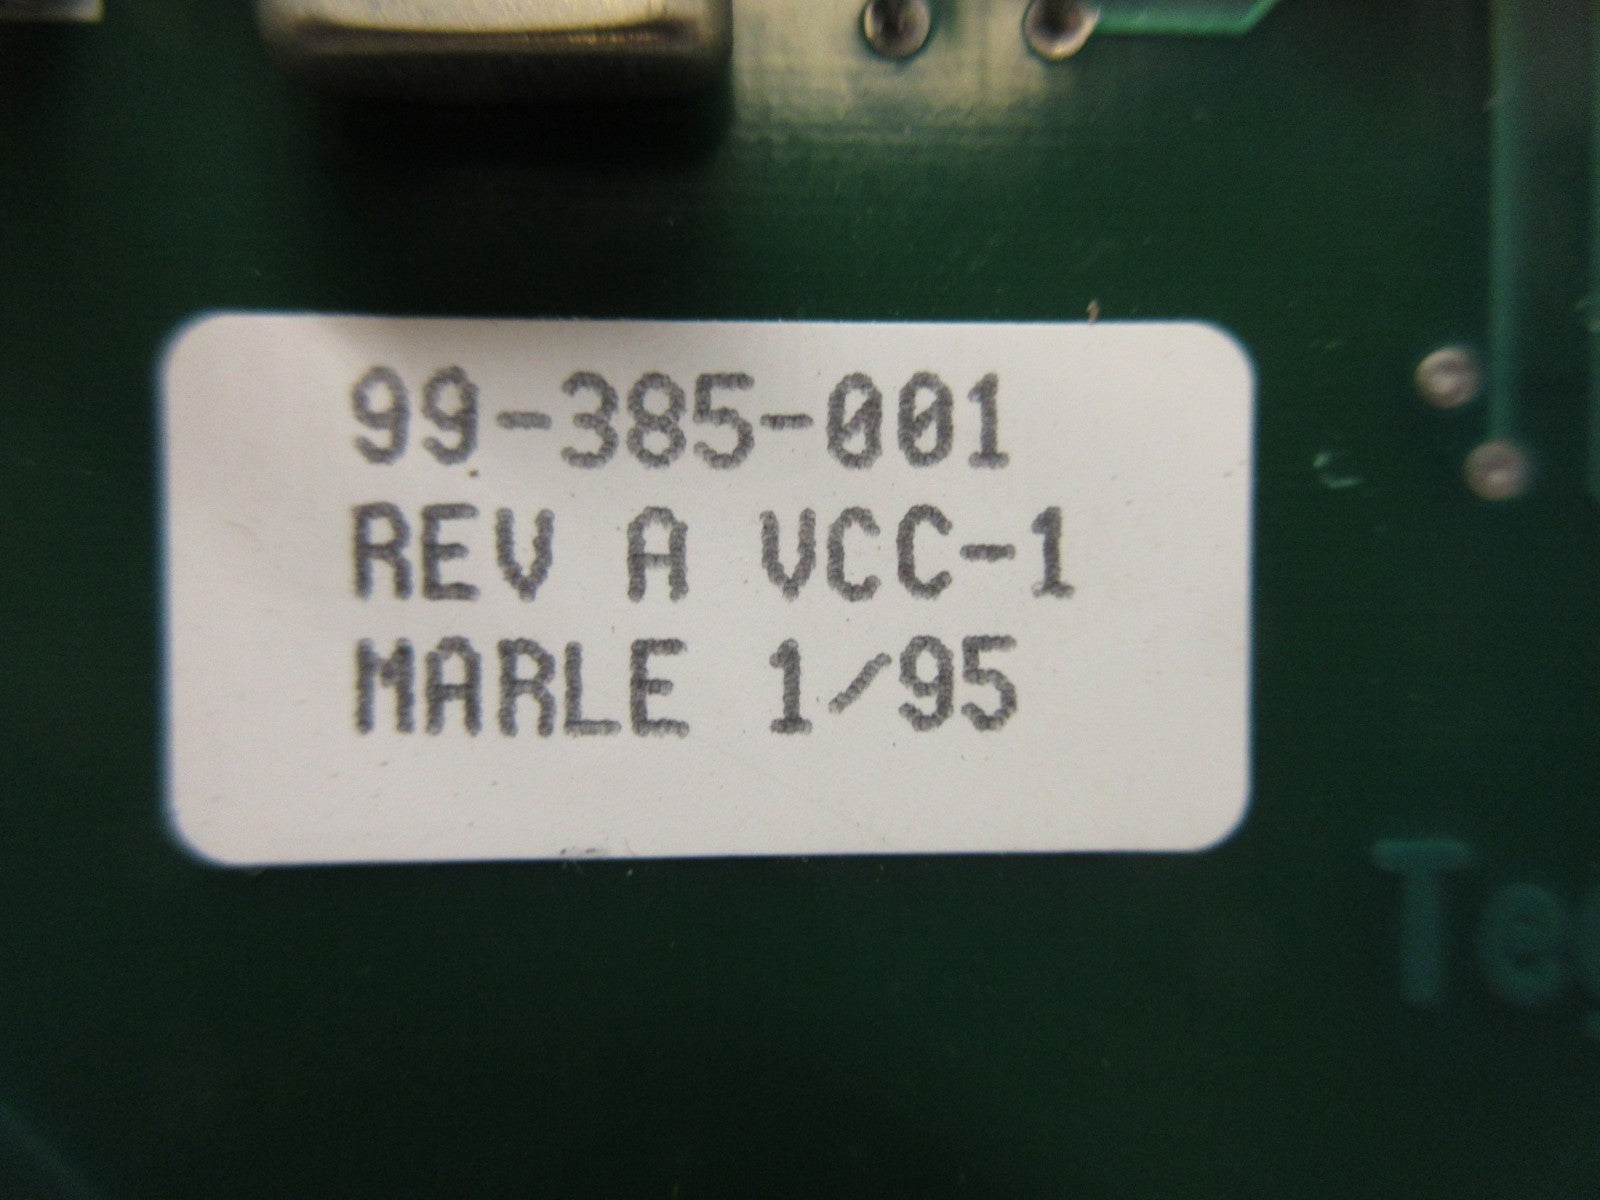 99-385-001
REV A VCC-1
MARLE 1/95